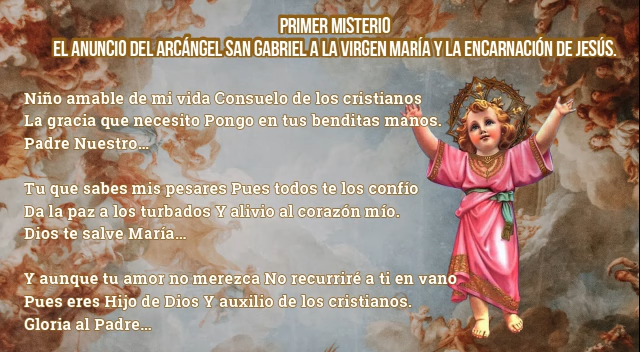 PRIMER MISTERIO
EL ANUNCIO DEL ARCÁNGEL SAN GABRIEL A LA VIRGEN MARÍA Y LA ENCARNACIÓN DE JESÚS.
Niño amable de mi vida Consuelo de los cristianos
La gracia que necesito Pongo en tus benditas manos.
Padre Nuestro...
Tu que sabes mis pesares Pues todos te los confio
Da la paz a los turbados Y alivio al corazón mío.
Dios te salve María...
Y aunque tu amor no merezca No recurriré a ti en vano
Pues eres Hijo de Dios Y auxilio de los cristianos.
Gloria al Padre...